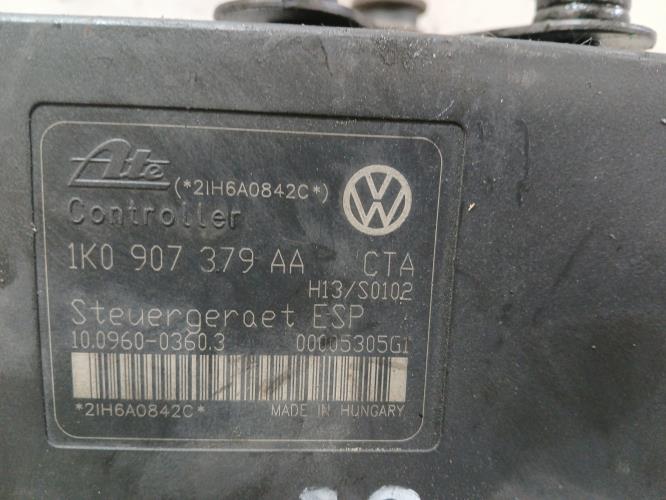 Ate (*2IH6A0842C*)
Controller
1K0 907 379 AA CTA
H13/S0102
Steuergeraet ESP
10.0960-0360.3 00005305G1
*2IH6A0842C* MADE IN HUNGARY